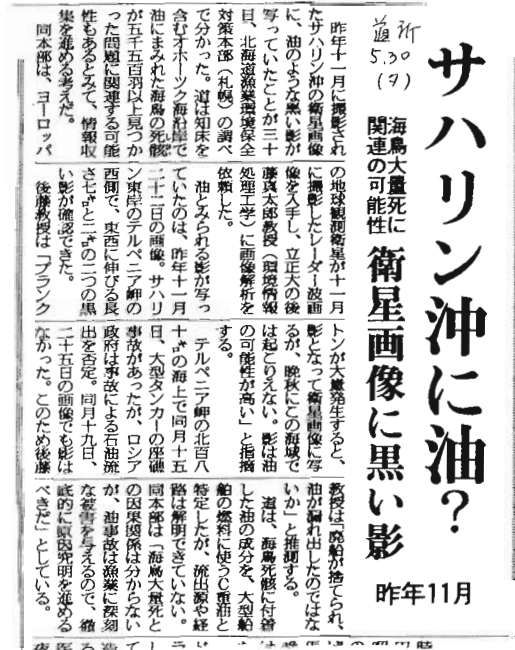 道新
5.30
(夕)
サハリン沖に油?
海鳥大量死に
関連の可能性
衛星画像に黒い影
昨年11月
昨年十一月に撮影され
たサハリン沖の衛星画像
に、油のような黒い影が
写っていたことが三十
日、北海道漁業環境保全
対策本部(札幌)の調べ
で分かった。道は知床を
含むオホーツク海沿岸で
油にまみれた海鳥の死骸
が五千五百羽以上見つか
った問題に関連する可能
性もあるとみて、情報収
集を進める考えだ。
同本部は、ヨーロッパ
の地球観測衛星が十一月
に撮影したレーダー波画
像を入手し、立正大の後
藤真太郎教授(環境情報
処理工学)に画像解析を
依頼した。
油とみられる影が写っ
ていたのは、昨年十一月
二十二日の画像。サハリ
ン東岸のテルペニア岬の
西側で、東西に伸びる長
さ七㌔と二㌔の二つの黒
い影が確認できた。
後藤教授は「プランク
トンが大量発生すると、
影となって衛星画像に写
るが、晩秋にこの海域で
は起こりえない。影は油
の可能性が高い」と指摘
する。
テルペニア岬の北百八
十㌔の海上で同月十五
日、大型タンカーの座礁
事故があったが、ロシア
政府は事故による石油流
出を否定。同月十九日、
二十五日の画像でも影は
なかった。このため後藤
教授は「廃船が捨てられ、
油が漏れ出したのではな
いか」と推測する。
道は、海鳥死骸に付着
した油の成分を、大型船
舶の燃料に使うC重油と
特定したが、流出源や経
路は解明できていない。
同本部は「海鳥大量死と
の因果関係は分からない
が、油事故は漁業に深刻
な被害を与えるので、徹
底的に原因究明を進める
べきだ」としている。